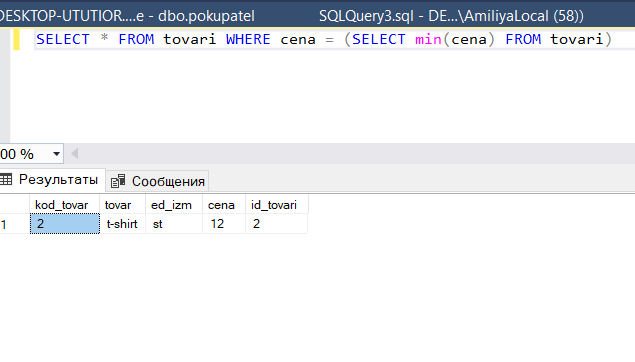 DESKTOP-UTUTIOR....e - dbo.pokupatel SQLQuery3.sql - DE...\AmiliyaLocal (58))
SELECT * FROM tovari WHERE cena = (SELECT min(cena) FROM tovari)
00 %
Результаты Сообщения
kod_tovar tovar ed_izm cena id_tovari
1 2 t-shirt st 12 2